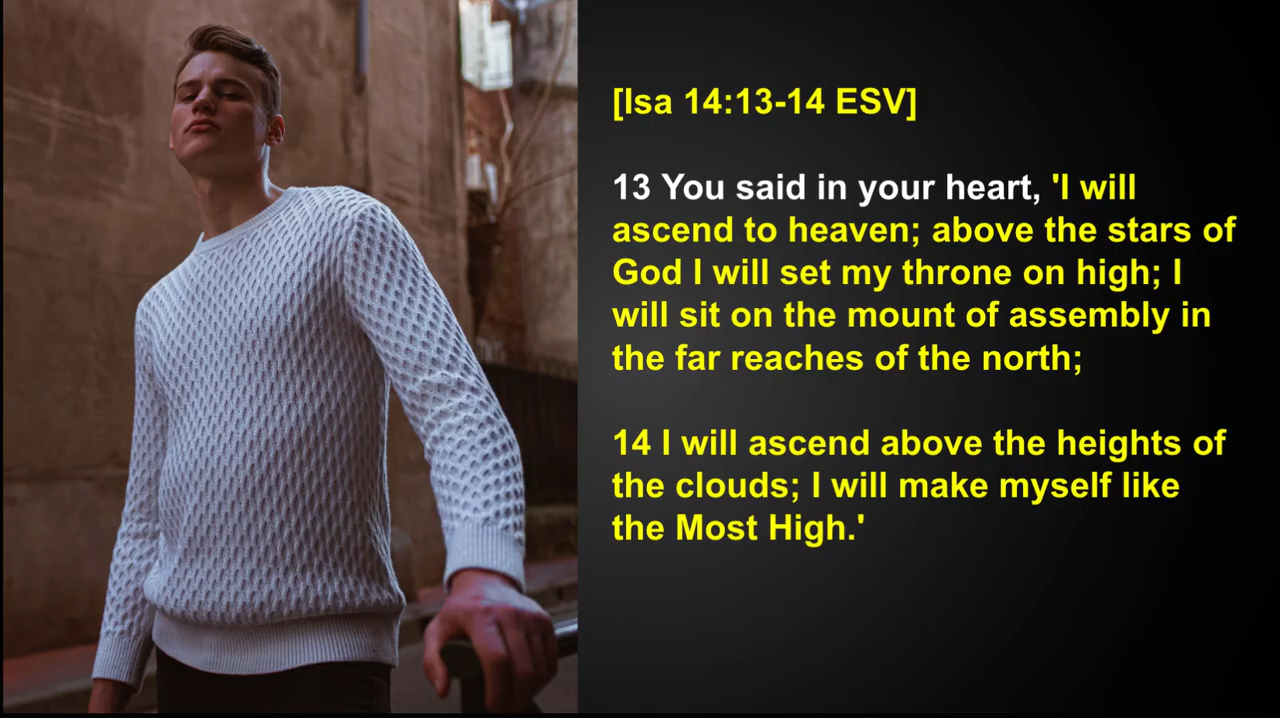 [Isa 14:13-14 ESV]
13 You said in your heart, 'I will
ascend to heaven; above the stars of
God I will set my throne on high; I
will sit on the mount of assembly in
the far reaches of the north;
14 I will ascend above the heights of
the clouds; I will make myself like
the Most High.'